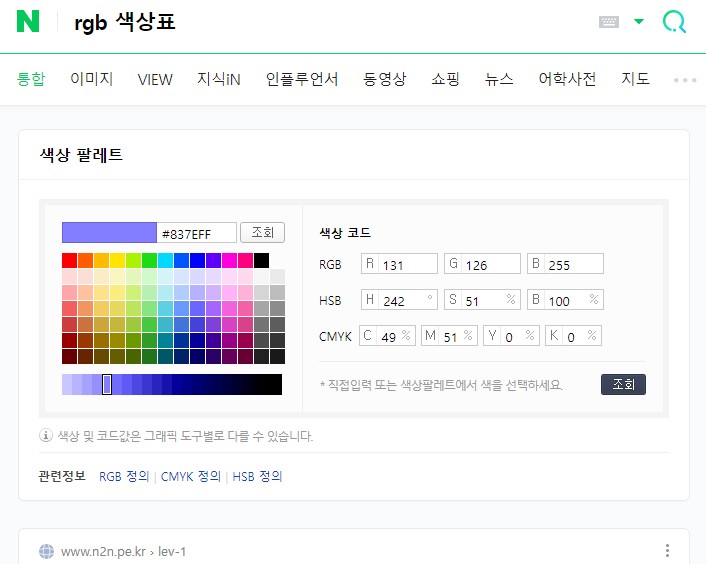 N rgb 색상표
통합 이미지 VIEW 지식iN 인플루언서 동영상 쇼핑 뉴스 어학사전 지도
색상 팔레트
#837EFF 조회
색상 코드
RGB R 131 G 126 B 255
HSB H 242 ° S 51 % B 100 %
CMYK C 49 % M 51 % Y 0 % K 0 %
* 직접입력 또는 색상팔레트에서 색을 선택하세요. 조회
색상 및 코드값은 그래픽 도구별로 다를 수 있습니다.
관련정보 RGB 정의 | CMYK 정의 | HSB 정의
www.n2n.pe.kr › lev-1